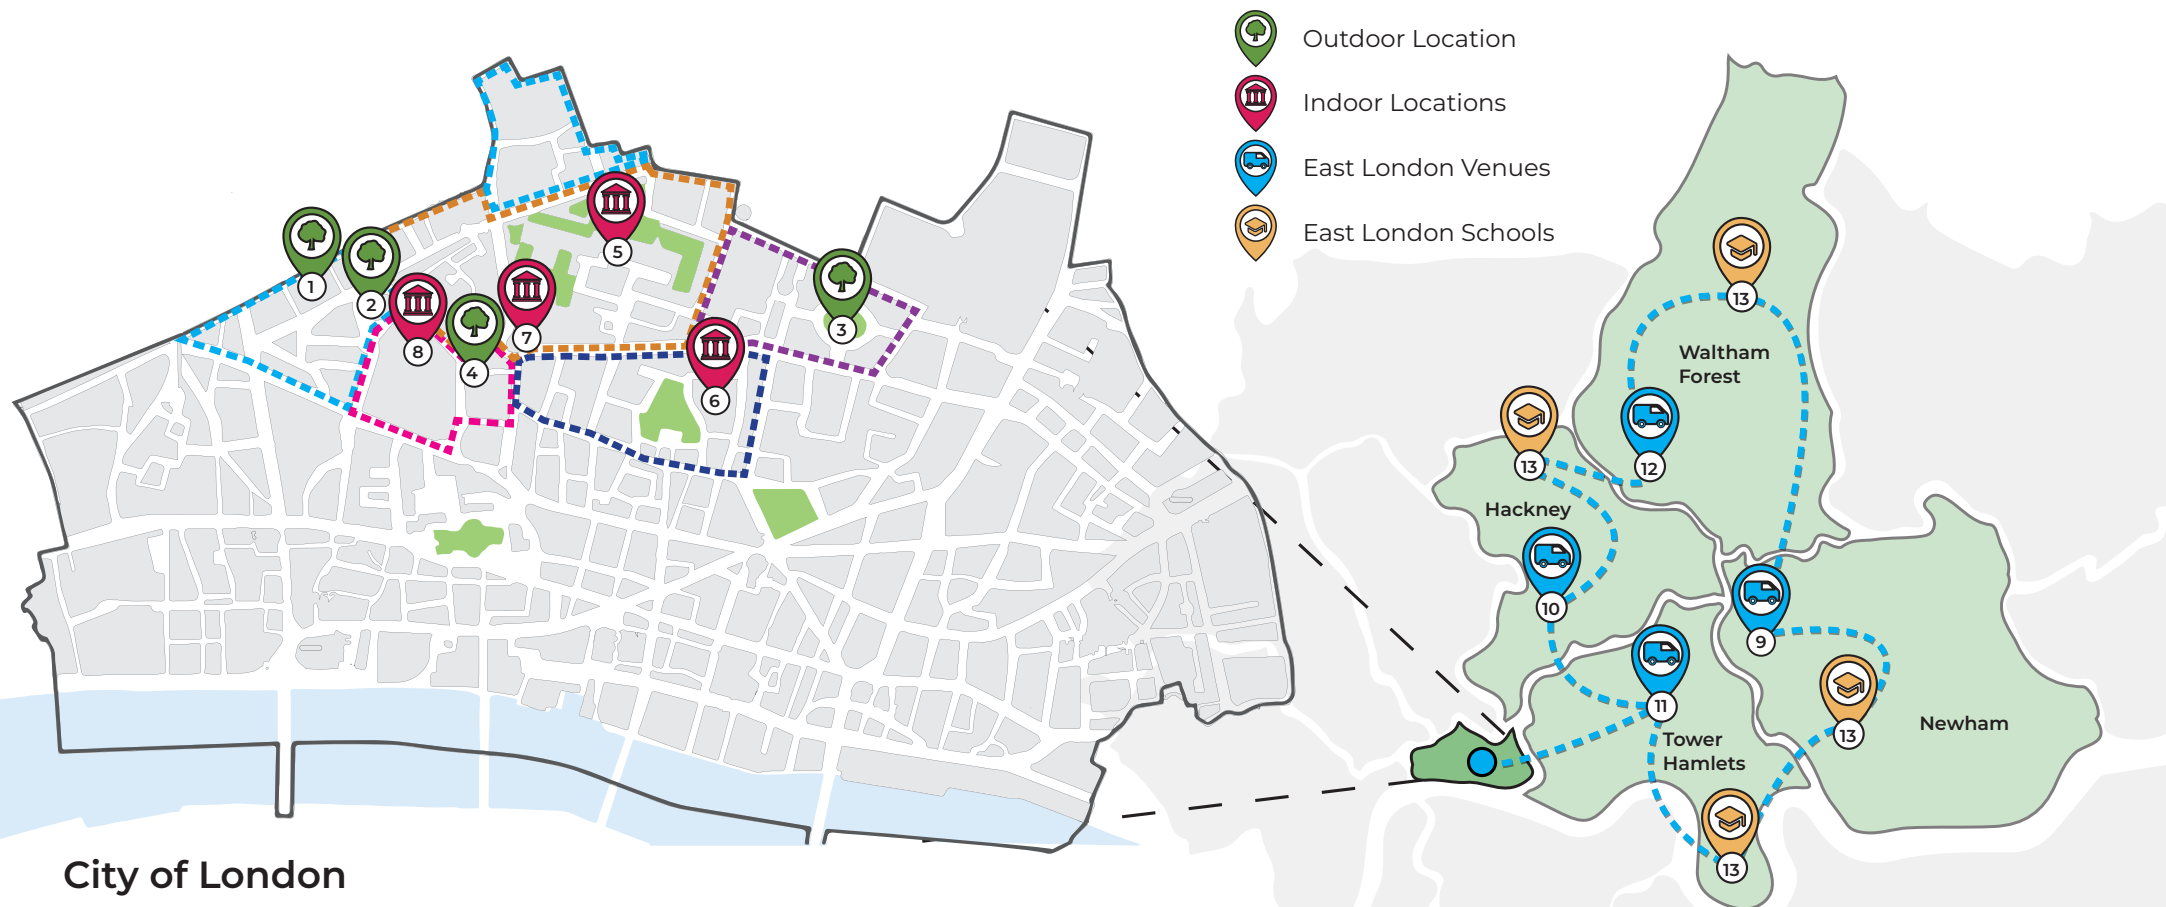 Outdoor Location
Indoor Locations
East London Venues
East London Schools
1
2
3
4
5
6
7
8
City of London
13
Waltham
Forest
12
13
Hackney
10
9
11
13
Newham
Tower
Hamlets
13